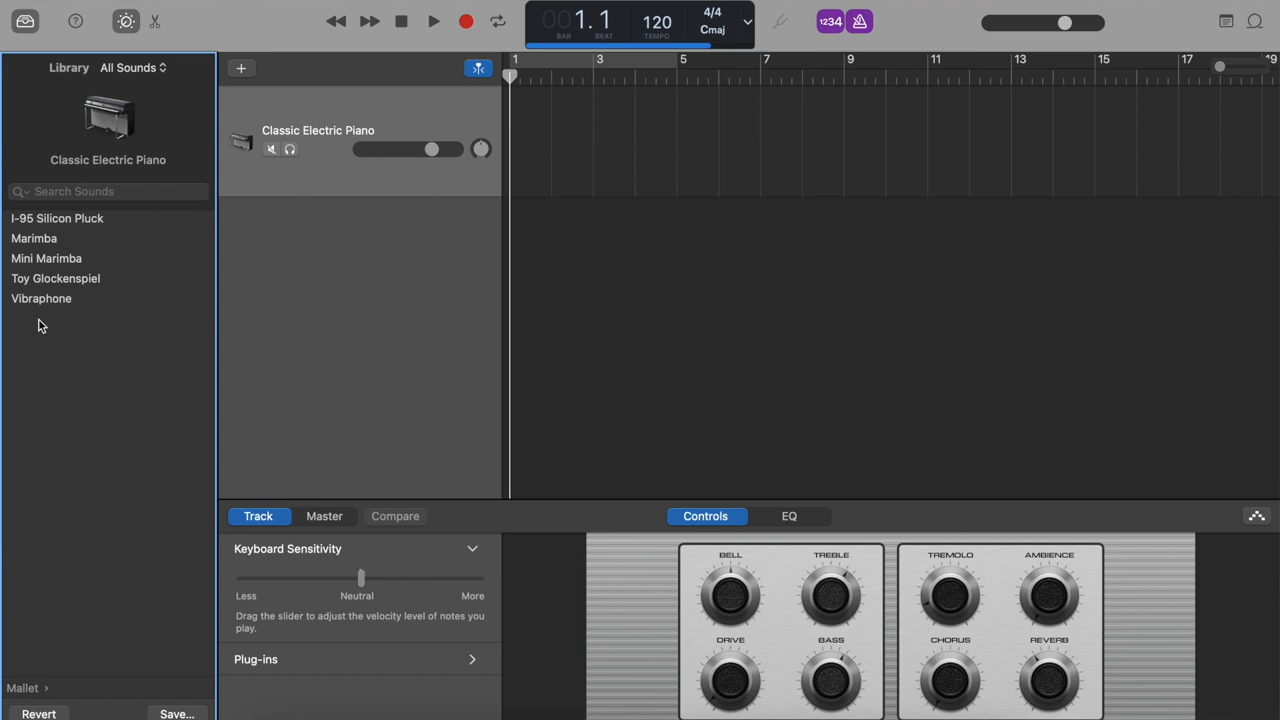 001. 1
BAR BEAT
120
TEMPO
4/4
Cmaj
1234
Library All Sounds
Classic Electric Piano
Search Sounds
I-95 Silicon Pluck
Marimba
Mini Marimba
Toy Glockenspiel
Vibraphone
Mallet ›
Revert Save...
Classic Electric Piano
1 3 5 7 9 11 13 15 17 19
Track Master Compare
Controls EQ
Keyboard Sensitivity
Less Neutral More
Drag the slider to adjust the velocity level of notes you
play.
Plug-ins
BELL TREBLE TREMOLO AMBIENCE
DRIVE BASS CHORUS REVERB